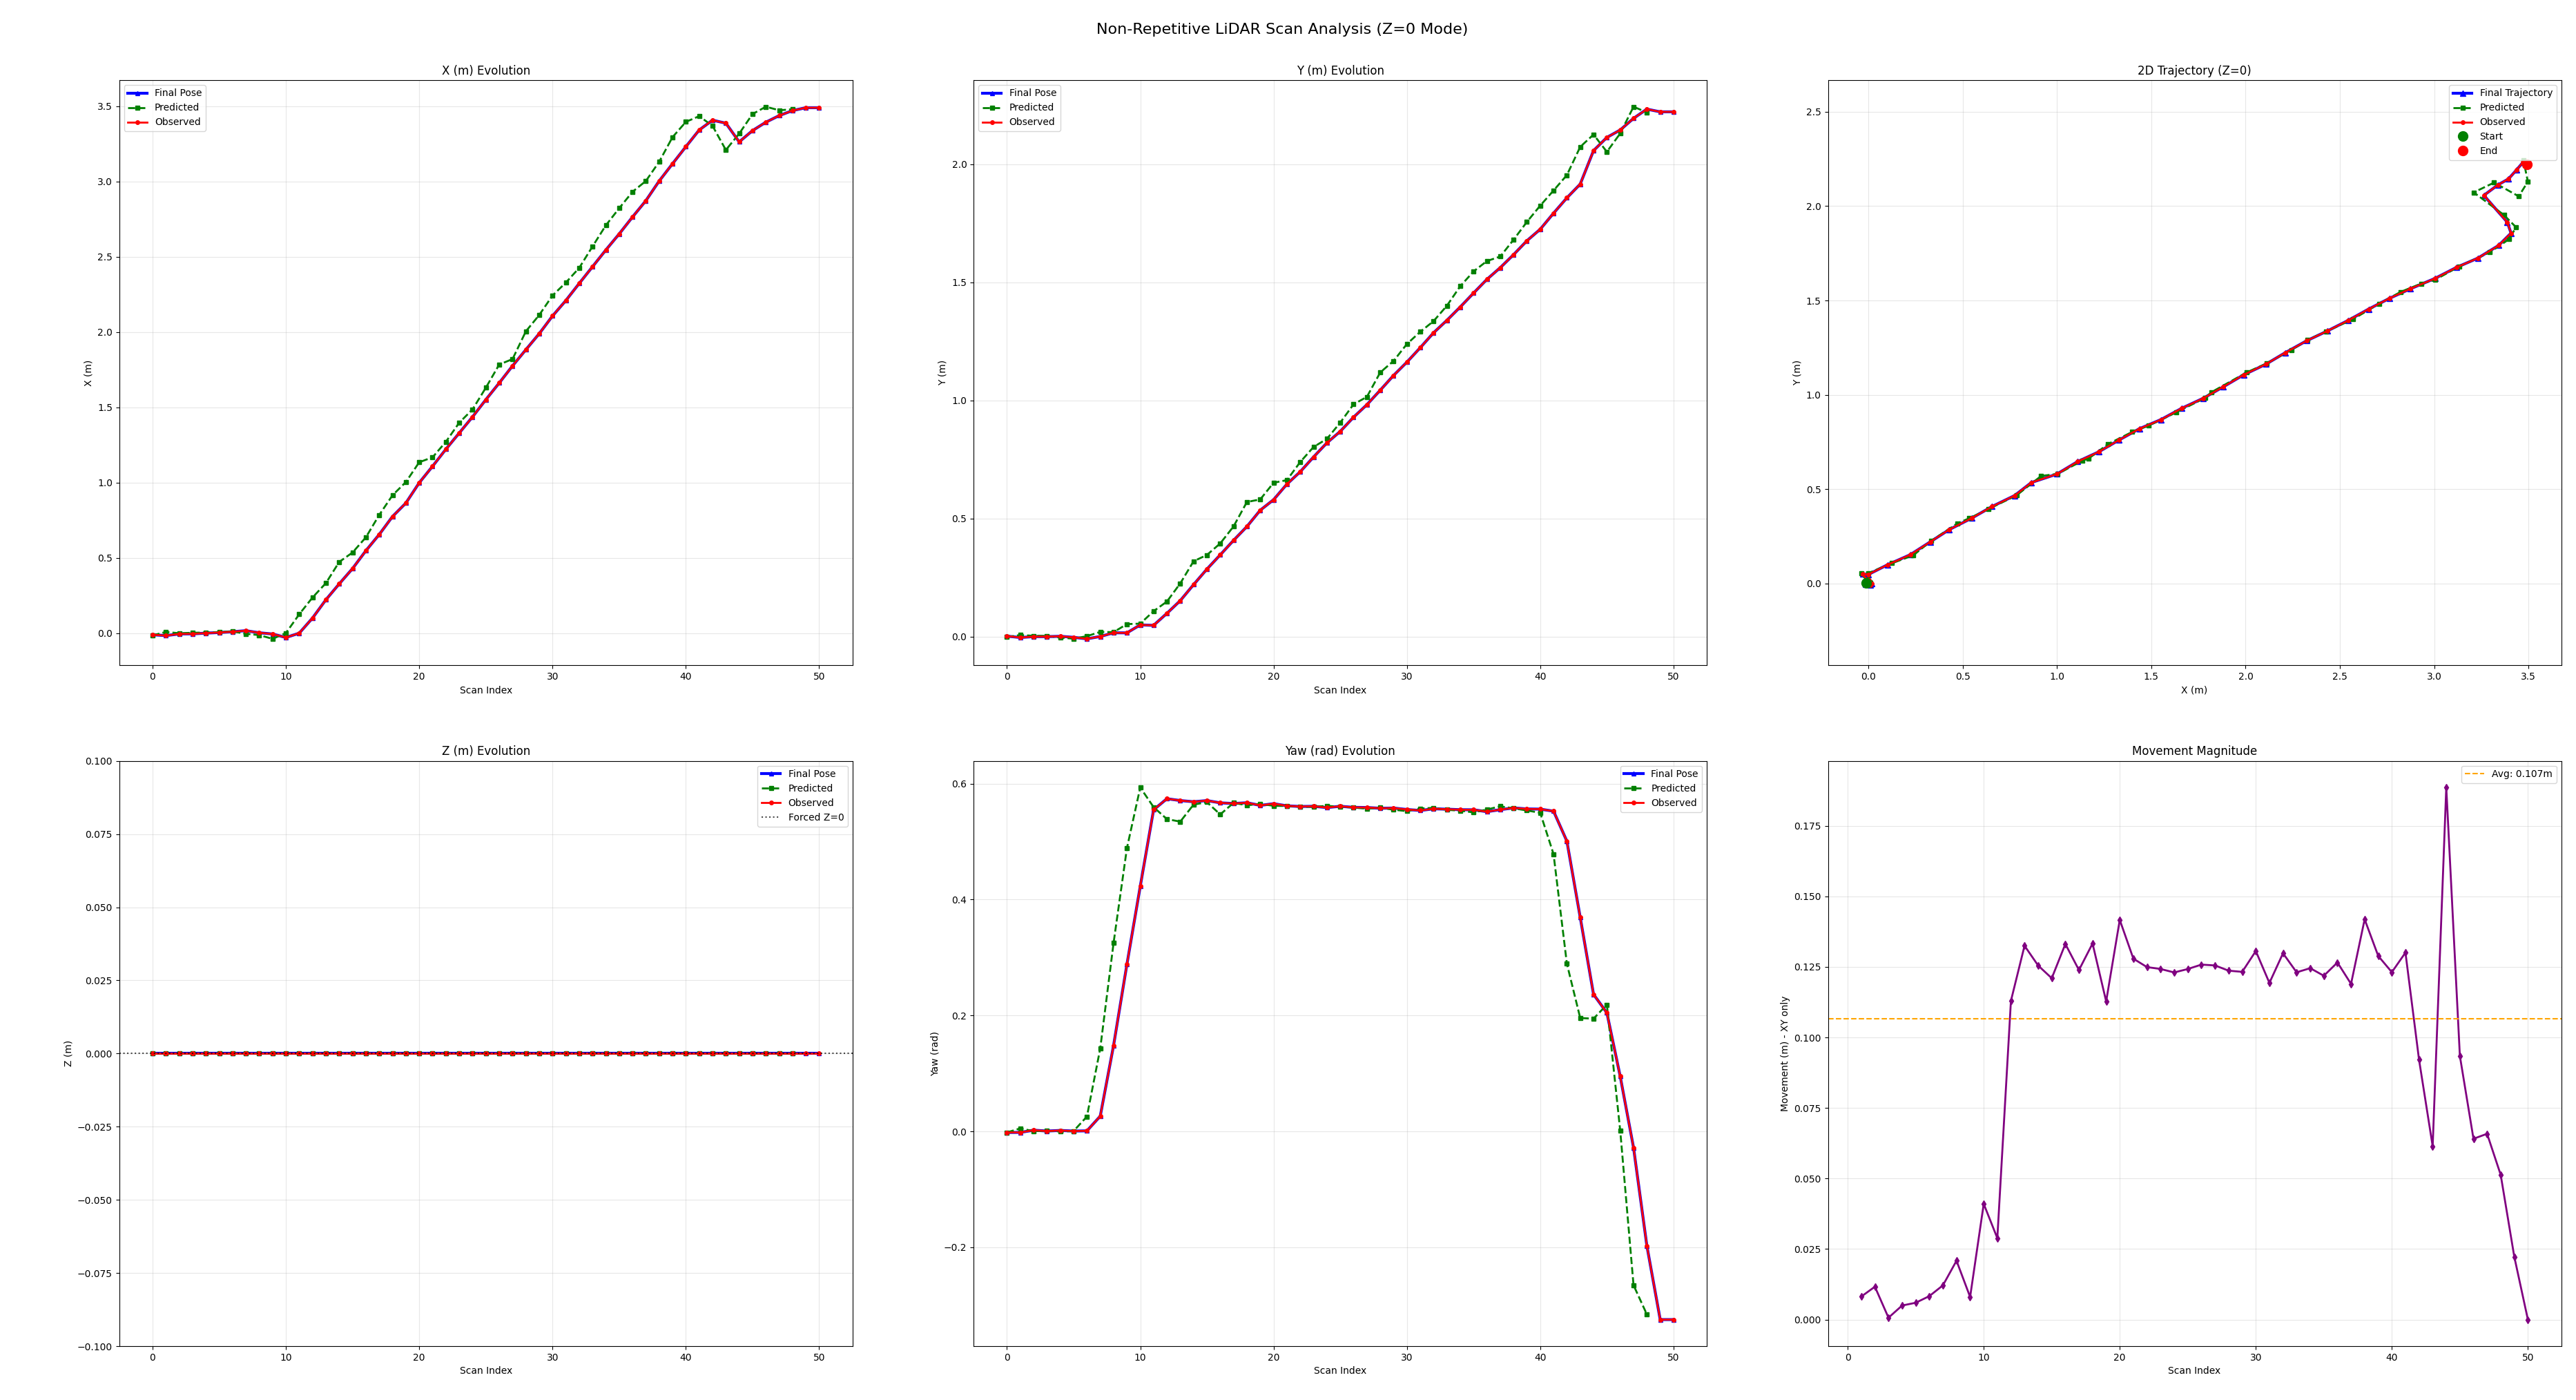 Non-Repetitive LiDAR Scan Analysis (Z=0 Mode)
X (m) Evolution
Final Pose
Predicted
Observed
3.5
3.0
2.5
2.0
1.5
1.0
0.5
0.0
X (m)
0 10 20 30 40 50
Scan Index
Y (m) Evolution
Final Pose
Predicted
Observed
2.0
1.5
1.0
0.5
0.0
Y (m)
0 10 20 30 40 50
Scan Index
2D Trajectory (Z=0)
Final Trajectory
Predicted
Observed
Start
End
2.5
2.0
1.5
1.0
0.5
0.0
Y (m)
0.0 0.5 1.0 1.5 2.0 2.5 3.0 3.5
X (m)
Z (m) Evolution
Final Pose
Predicted
Observed
Forced Z=0
0.100
0.075
0.050
0.025
0.000
−0.025
−0.050
−0.075
−0.100
Z (m)
0 10 20 30 40 50
Scan Index
Yaw (rad) Evolution
Final Pose
Predicted
Observed
0.6
0.4
0.2
0.0
−0.2
Yaw (rad)
0 10 20 30 40 50
Scan Index
Movement Magnitude
Avg: 0.107m
0.175
0.150
0.125
0.100
0.075
0.050
0.025
0.000
Movement (m) - XY only
0 10 20 30 40 50
Scan Index